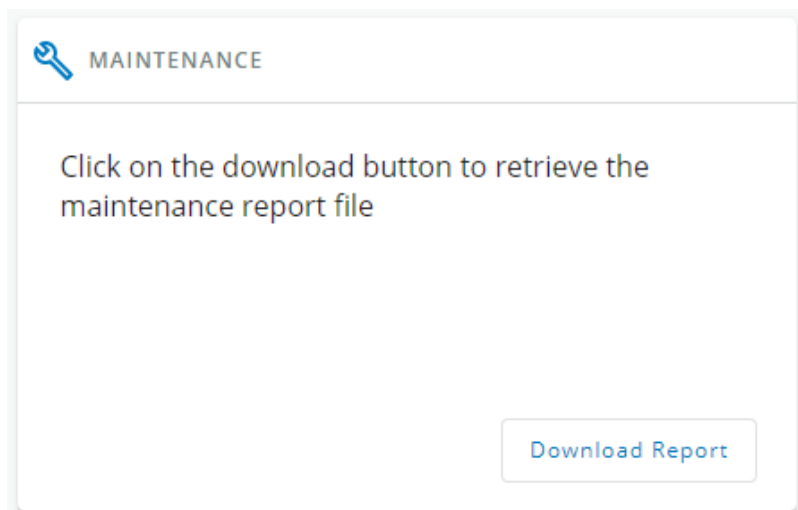 MAINTENANCE
Click on the download button to retrieve the
maintenance report file
Download Report